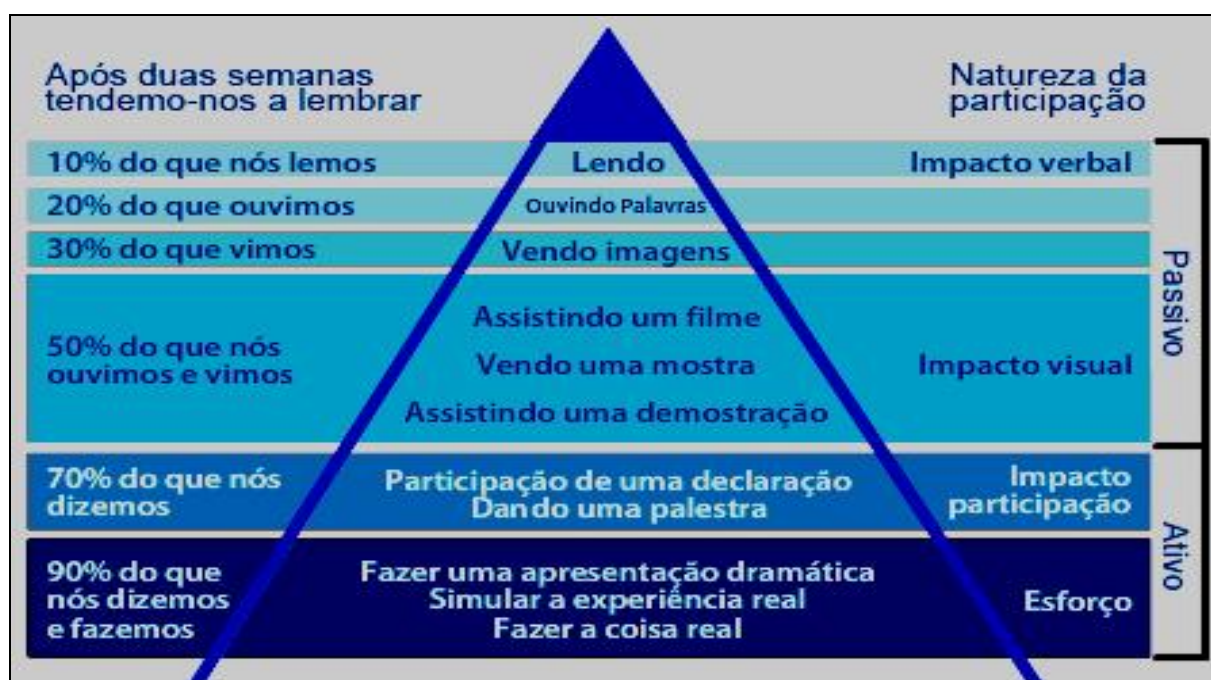 Após duas semanas
tendemo-nos a lembrar
Natureza da
participação
10% do que nós lemos
Lendo
Impacto verbal
20% do que ouvimos
Ouvindo Palavras
30% do que vimos
Vendo imagens
50% do que nós
ouvimos e vimos
Assistindo um filme
Vendo uma mostra
Assistindo uma demostração
Impacto visual
Passivo
70% do que nós
dizemos
Participação de uma declaração
Dando uma palestra
Impacto
participação
90% do que
nós dizemos
e fazemos
Fazer uma apresentação dramática
Simular a experiência real
Fazer a coisa real
Esforço
Ativo